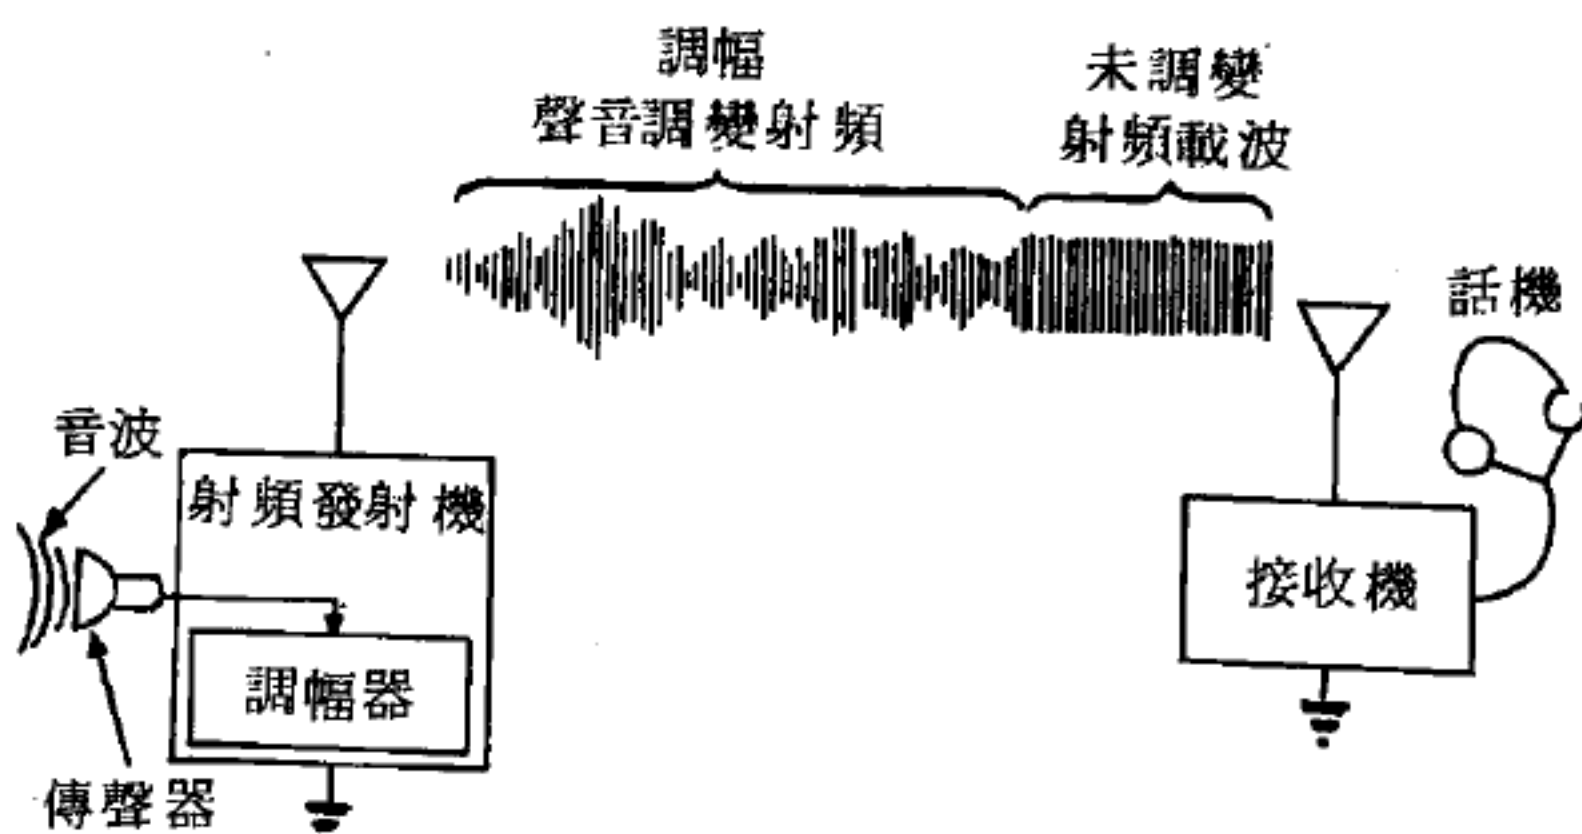 調幅
聲音調變射頻
未調變
射頻載波
話機
音波
射頻發射機
接收機
調幅器
傳聲器